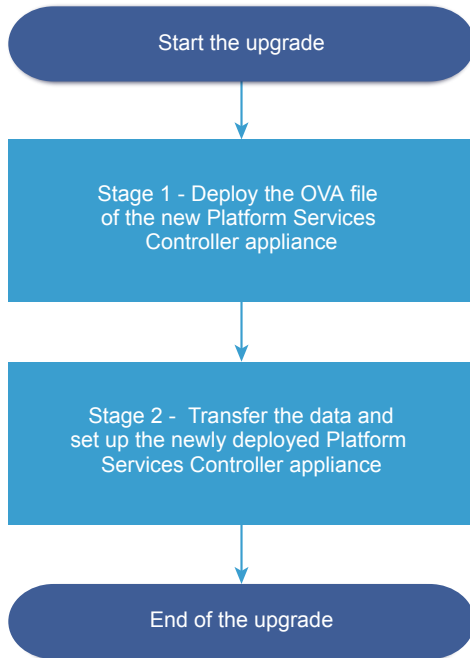 Start the upgrade
Stage 1 - Deploy the OVA file
of the new Platform Services
Controller appliance
Stage 2 -  Transfer the data and
set up the newly deployed Platform
Services Controller appliance
End of the upgrade